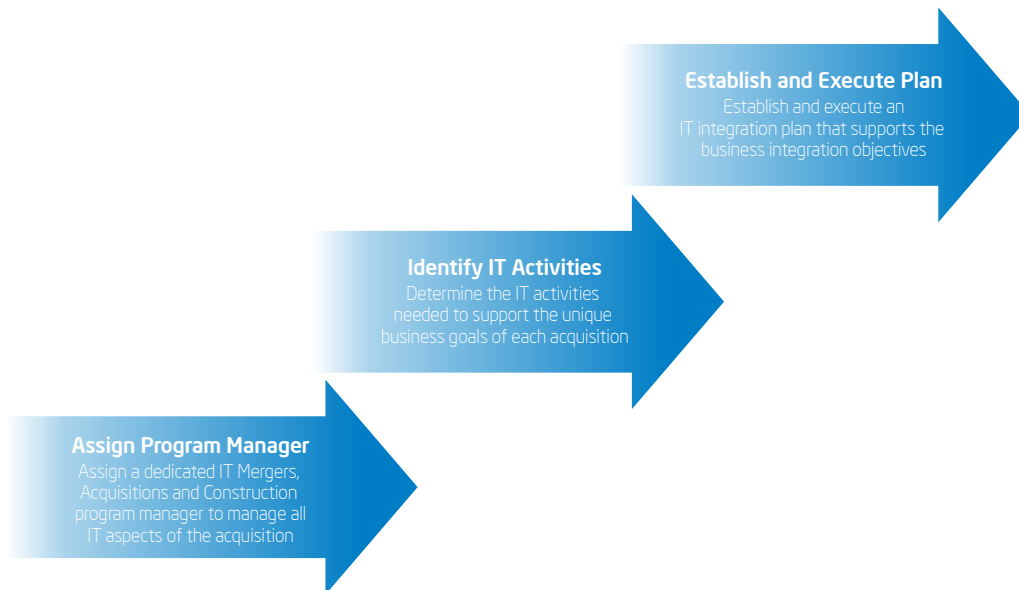 Establish and Execute Plan
Establish and execute an
IT integration plan that supports the
business integration objectives
Identify IT Activities
Determine the IT activities
needed to support the unique
business goals of each acquisition
Assign Program Manager
Assign a dedicated IT Mergers,
Acquisitions and Construction
program manager to manage all
IT aspects of the acquisition